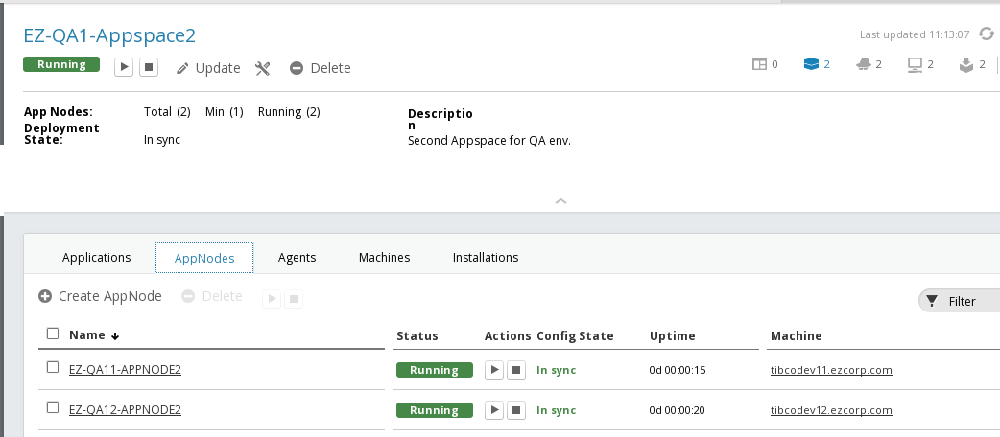 EZ-QA1-Appspace2
Last updated 11:13:07
Running Update Delete 0 2 2 2 2
App Nodes: Total (2) Min (1) Running (2)
Deployment State: In sync
Description
Second Appspace for QA env.
Applications AppNodes Agents Machines Installations
Create AppNode Delete Filter
Name Status Actions Config State Uptime Machine
EZ-QA11-APPNODE2 Running In sync 0d 00:00:15 tibcodev11.ezcorp.com
EZ-QA12-APPNODE2 Running In sync 0d 00:00:20 tibcodev12.ezcorp.com